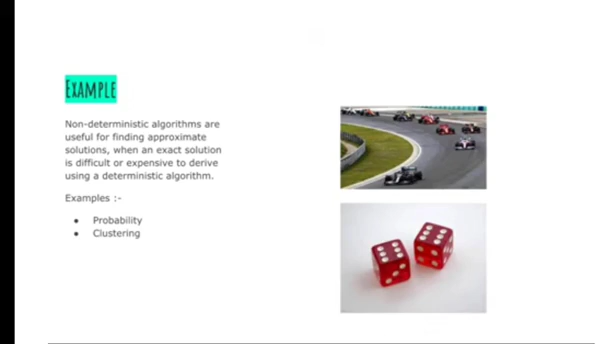 EXAMPLE
Non-deterministic algorithms are
useful for finding approximate
solutions, when an exact solution
is difficult or expensive to derive
using a deterministic algorithm.
Examples :-
● Probability
● Clustering